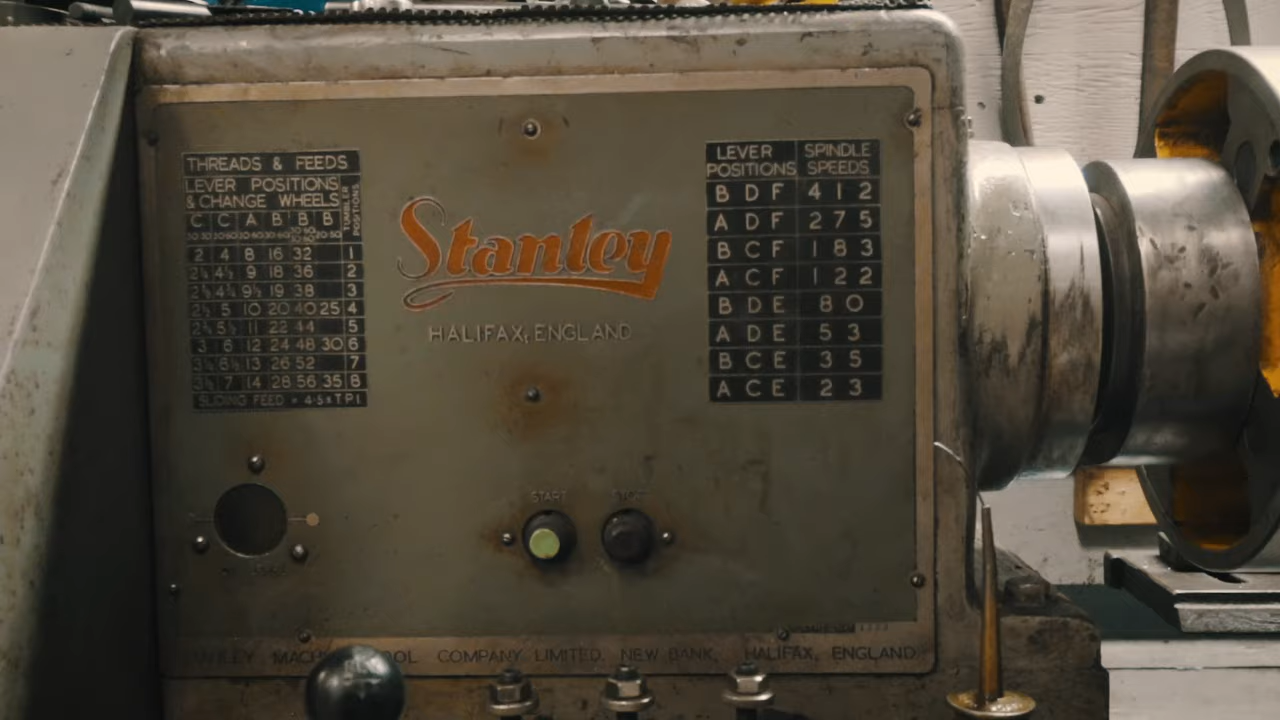 THREADS & FEEDS
LEVER POSITIONS
& CHANGE WHEELS
TUMBLER POSITIONS
C C A B B B
2 4 8 16 32 1
2¼ 4½ 9 18 36 2
4¾ 9½ 19 38 3
2½ 5 10 20 40 25 4
2¾ 5½ 11 22 44 5
3 6 12 24 48 30 6
3¼ 6½ 13 26 52 7
3½ 7 14 28 56 35 8
SLIDING FEED = 4·5 x T.P.I.
Stanley
HALIFAX, ENGLAND
LEVER POSITIONS SPINDLE SPEEDS
B D F 412
A D F 275
B C F 183
A C F 122
B D E 80
A D E 53
B C E 35
A C E 23
START
COMPANY LIMITED, NEW BANK, HALIFAX, ENGLAND